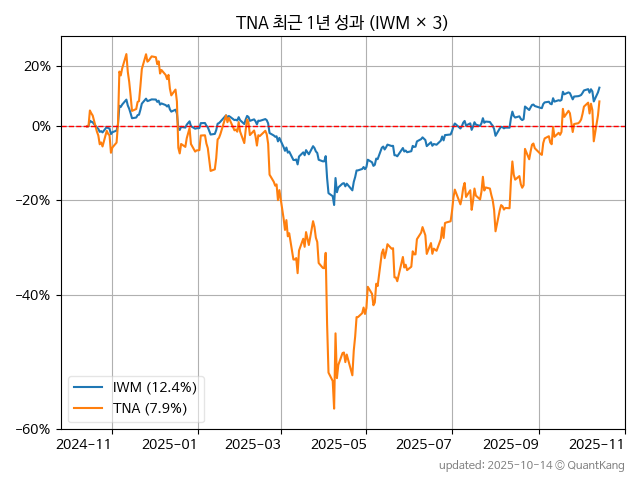 TNA 최근 1년 성과 (IWM × 3)
20%
0%
−20%
−40%
−60%
IWM (12.4%)
TNA (7.9%)
2024-11 2025-01 2025-03 2025-05 2025-07 2025-09 2025-11
updated: 2025-10-14 © QuantKang